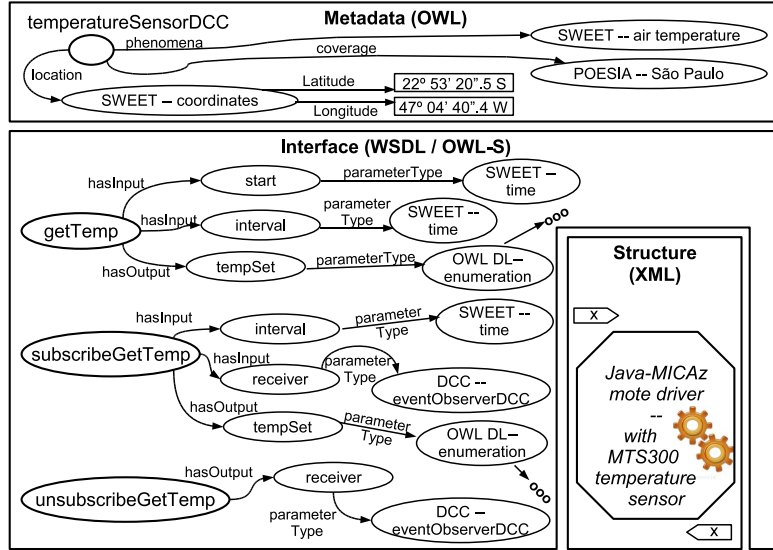 Metadata (OWL)
temperatureSensorDCC
phenomena
SWEET -- air temperature
coverage
location
Latitude
22º 53' 20".5 S
POESIA -- São Paulo
SWEET – coordinates
Longitude
47º 04' 40".4 W
Interface (WSDL / OWL-S)
hasInput
start
parameterType
SWEET –
time
getTemp
hasInput
interval
parameter
Type
SWEET --
time
ooo
hasOutput
tempSet
parameterType
OWL DL–
enumeration
Structure
(XML)
hasInput
interval
parameter
Type
SWEET --
time
X
subscribeGetTemp
hasInput
receiver
parameter
Type
DCC --
eventObserverDCC
hasOutput
tempSet
parameter
Type
OWL DL–
enumeration
ooo
Java-MICAz
mote driver
--
with
MTS300
temperature
sensor
hasOutput
receiver
unsubscribeGetTemp
parameter
Type
DCC –
eventObserverDCC
X